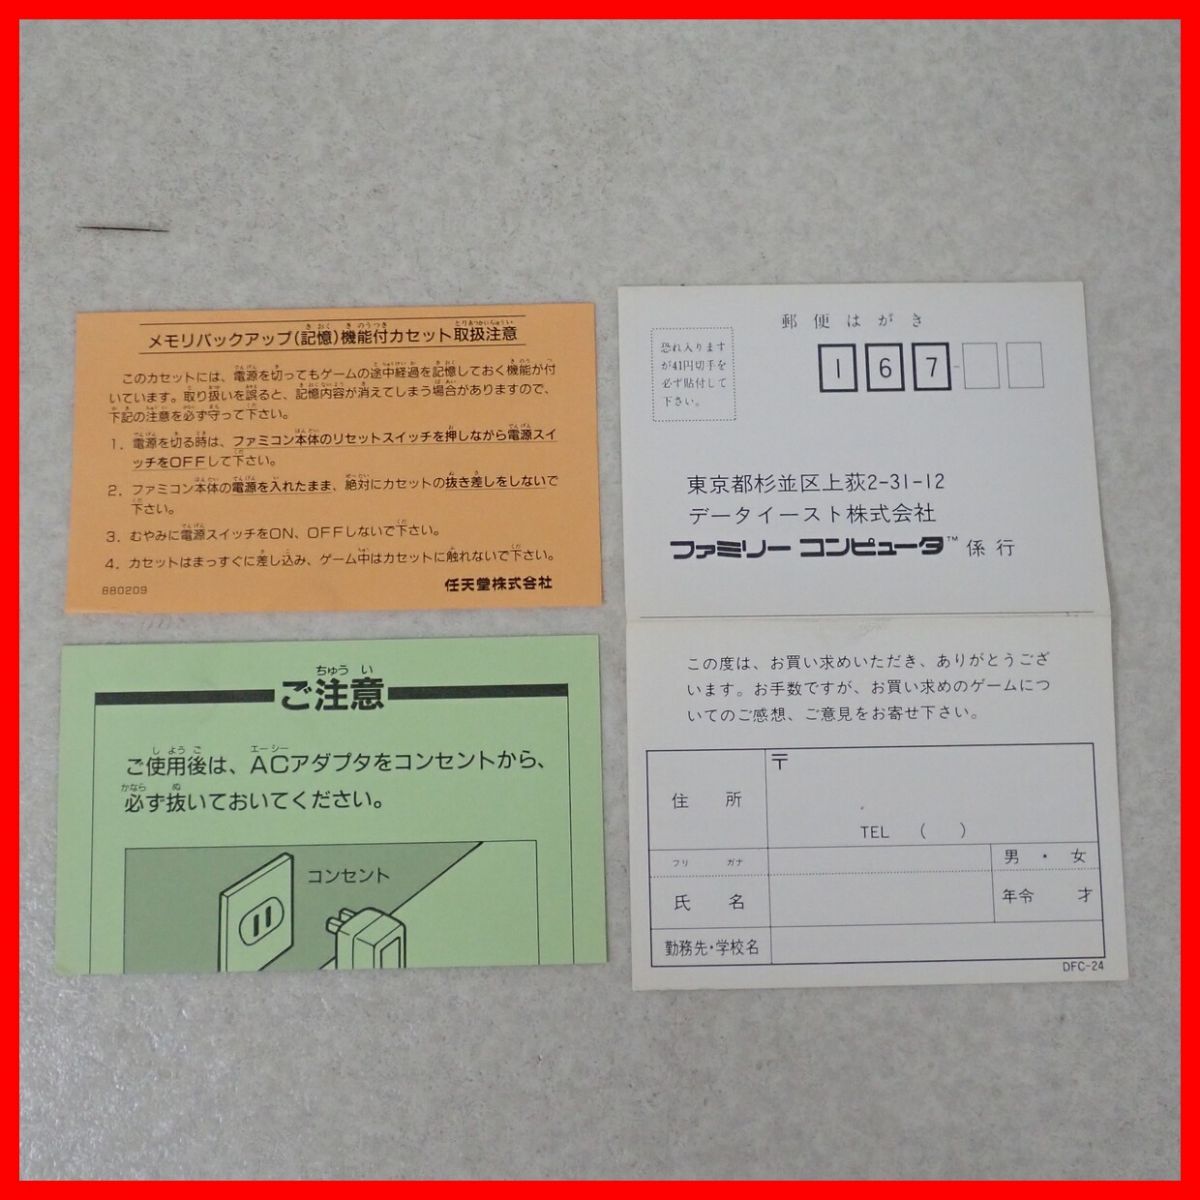 メモリバックアップ(記憶)機能付カセット取扱注意
このカセットには、電源を切ってもゲームの途中経過を記憶しておく機能が付
いています。取り扱いを誤ると、記憶内容が消えてしまう場合がありますので、
下記の注意を必ず守って下さい。
1. 電源を切る時は、ファミコン本体のリセットスイッチを押しながら電源スイ
ッチをOFFして下さい。
2. ファミコン本体の電源を入れたまま、絶対にカセットの抜き差しをしないで
下さい。
3. むやみに電源スイッチをON、OFFしないで下さい。
4. カセットはまっすぐに差し込み、ゲーム中はカセットに触れないで下さい。
880209
任天堂株式会社
ちゅうい
ご注意
しようご
エーシー
ご使用後は、ACアダプタをコンセントから、
かなら
ぬ
必ず抜いておいてください。
コンセント
郵便はがき
恐れ入ります
が41円切手を
必ず貼付して
下さい。
167-
東京都杉並区上荻2-31-12
データイースト株式会社
ファミリー コンピュータ™ 係行
この度は、お買い求めいただき、ありがとうござ
います。お手数ですが、お買い求めのゲームにつ
いてのご感想、ご意見をお寄せ下さい。
住所
〒
TEL ( )
フリガナ
男・女
氏名
年令 才
勤務先・学校名
DFC-24